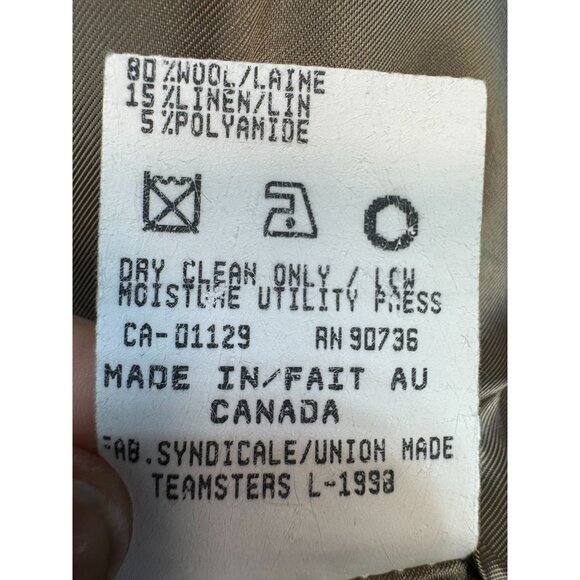 80%WOOL/LAINE
15%LINEN/LIN
5%POLYAMIDE
DRY CLEAN ONLY / LOW
MOISTURE UTILITY PRESS
CA-01129 RN 90736
MADE IN/FAIT AU
CANADA
FAB.SYNDICALE/UNION MADE
TEAMSTERS L-1998